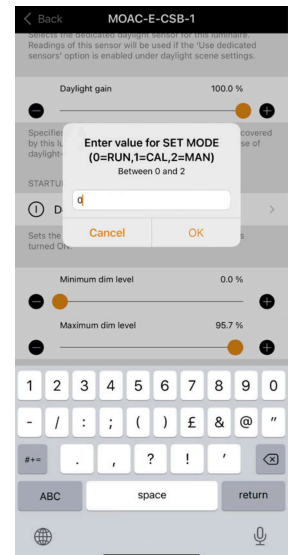 < Back MOAC-E-CSB-1
Selects the dedicated daylight sensor for this luminaire.
Readings of this sensor will be used if the 'Use dedicated
sensors' option is enabled under daylight scene settings.
Daylight gain 100.0 %
Specifies covered
by this lu se of
daylight-
Enter value for SET MODE
(0=RUN,1=CAL,2=MAN)
Between 0 and 2
0
Cancel OK
STARTU
D >
Sets the s
turned ON.
Minimum dim level 0.0 %
Maximum dim level 95.7 %
1 2 3 4 5 6 7 8 9 0
- / : ; ( ) £ & @ "
#+= . , ? ! '
ABC space return